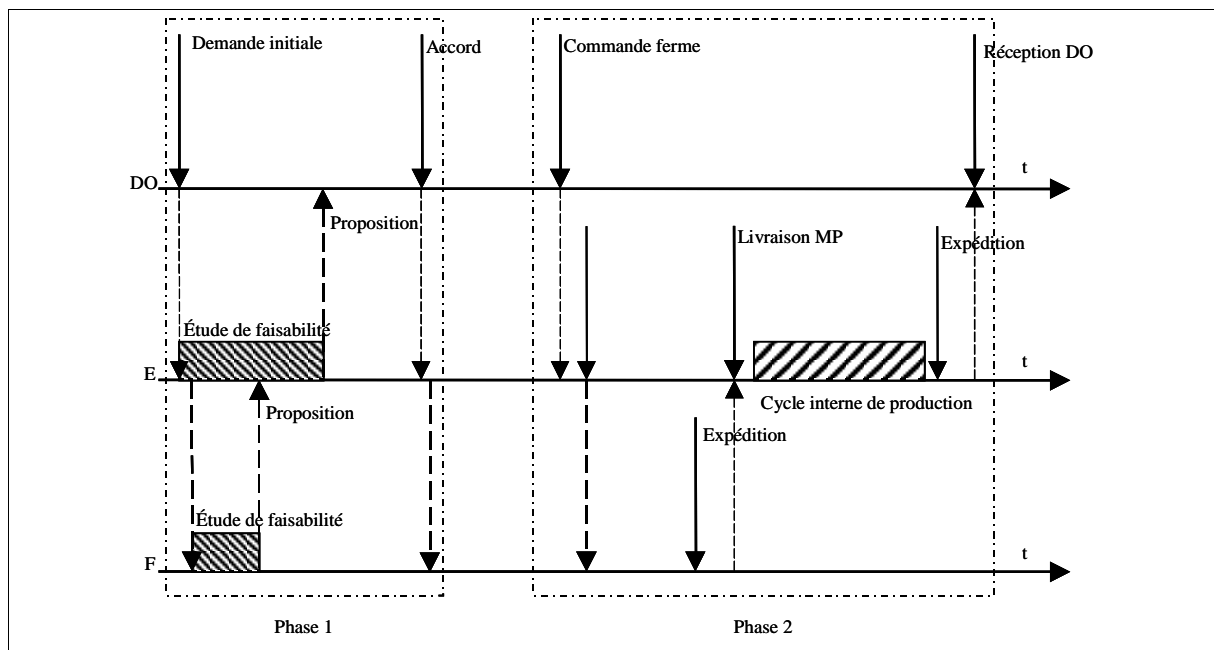 Demande initiale
Accord
Commande ferme
Réception DO
t
DO
Proposition
Livraison MP
Expédition
Étude de faisabilité
t
E
Proposition
Cycle interne de production
Expédition
Étude de faisabilité
t
F
Phase 1
Phase 2